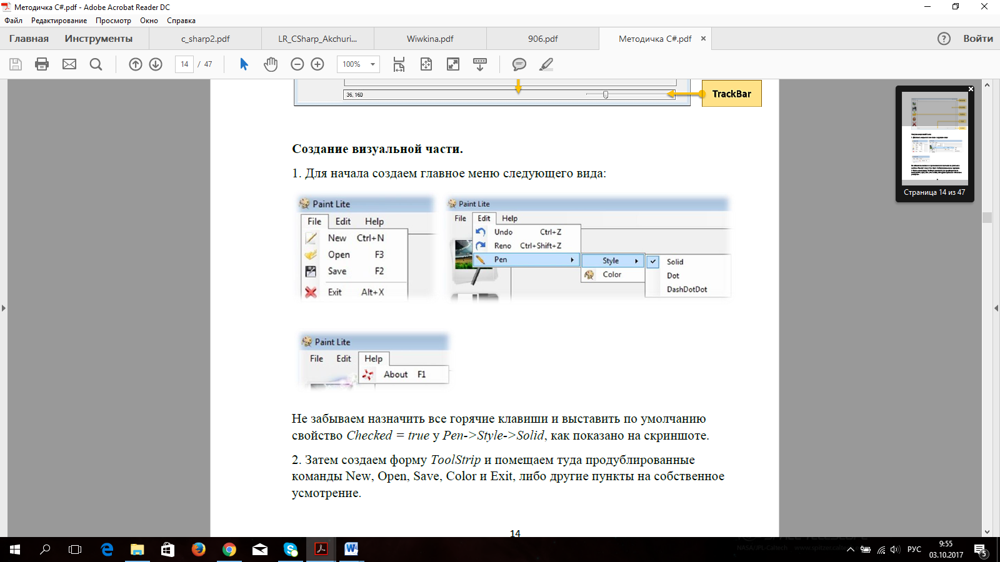 Методичка C#.pdf - Adobe Acrobat Reader DC
Файл Редактирование Просмотр Окно Справка
Главная Инструменты c_sharp2.pdf LR_CSharp_Akchuri... Wiwkina.pdf 906.pdf Методичка C#.pdf × ? Войти
14 / 47 100%
36, 160
TrackBar
Создание визуальной части.
1. Для начала создаем главное меню следующего вида:
Paint Lite
File Edit Help
New Ctrl+N
Open F3
Save F2
Exit Alt+X
Paint Lite
File Edit Help
Undo Ctrl+Z
Reno Ctrl+Shift+Z
Pen
Style
Color
Solid
Dot
DashDotDot
Paint Lite
File Edit Help
About F1
Не забываем назначить все горячие клавиши и выставить по умолчанию
свойство Checked = true у Pen->Style->Solid, как показано на скриншоте.
2. Затем создаем форму ToolStrip и помещаем туда продублированные
команды New, Open, Save, Color и Exit, либо другие пункты на собственное
усмотрение.
14
Страница 14 из 47
NASA/JPL-Caltech
РУС
9:55
03.10.2017
5